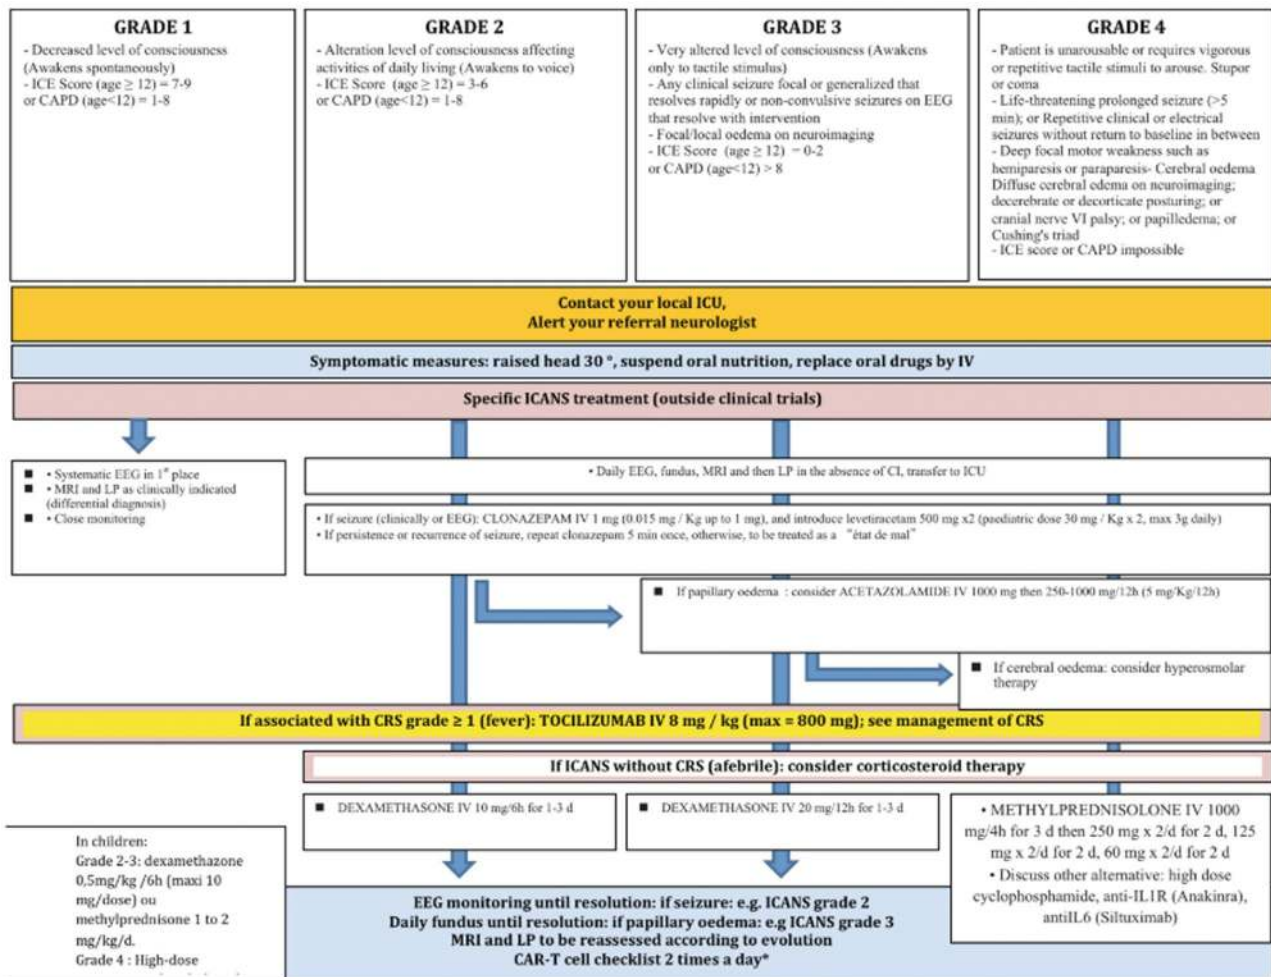 GRADE 1
- Decreased level of consciousness
(Awakens spontaneously)
- ICE Score (age ≥ 12) = 7-9
or CAPD (age<12) = 1-8
GRADE 2
- Alteration level of consciousness affecting
activities of daily living (Awakens to voice)
- ICE Score (age ≥ 12) = 3-6
or CAPD (age<12) = 1-8
GRADE 3
- Very altered level of consciousness (Awakens
only to tactile stimulus)
- Any clinical seizure focal or generalized that
resolves rapidly or non-convulsive seizures on EEG
that resolve with intervention
- Focal/local oedema on neuroimaging
- ICE Score (age ≥ 12) = 0-2
or CAPD (age<12) > 8
GRADE 4
- Patient is unarousable or requires vigorous
or repetitive tactile stimuli to arouse. Stupor
or coma
- Life-threatening prolonged seizure (>5
min); or Repetitive clinical or electrical
seizures without return to baseline in between
- Deep focal motor weakness such as
hemiparesis or paraparesis- Cerebral oedema
Diffuse cerebral edema on neuroimaging;
decerebrate or decorticate posturing; or
cranial nerve VI palsy; or papilledema; or
Cushing's triad
- ICE score or CAPD impossible
Contact your local ICU,
Alert your referral neurologist
Symptomatic measures: raised head 30 °, suspend oral nutrition, replace oral drugs by IV
Specific ICANS treatment (outside clinical trials)
■ • Systematic EEG in 1st place
■ • MRI and LP as clinically indicated
(differential diagnosis)
■ • Close monitoring
• Daily EEG, fundus, MRI and then LP in the absence of CI, transfer to ICU
■ • If seizure (clinically or EEG): CLONAZEPAM IV 1 mg (0.015 mg / Kg up to 1 mg), and introduce levetiracetam 500 mg x2 (paediatric dose 30 mg / Kg x 2, max 3g daily)
■ • If persistence or recurrence of seizure, repeat clonazepam 5 min once, otherwise, to be treated as a "état de mal"
■ If papillary oedema : consider ACETAZOLAMIDE IV 1000 mg then 250-1000 mg/12h (5 mg/Kg/12h)
■ If cerebral oedema: consider hyperosmolar
therapy
If associated with CRS grade ≥ 1 (fever): TOCILIZUMAB IV 8 mg / kg (max = 800 mg); see management of CRS
If ICANS without CRS (afebrile): consider corticosteroid therapy
■ DEXAMETHASONE IV 10 mg/6h for 1-3 d
■ DEXAMETHASONE IV 20 mg/12h for 1-3 d
• METHYLPREDNISOLONE IV 1000
mg/4h for 3 d then 250 mg x 2/d for 2 d, 125
mg x 2/d for 2 d, 60 mg x 2/d for 2 d
• Discuss other alternative: high dose
cyclophosphamide, anti-IL1R (Anakinra),
antiIL6 (Siltuximab)
In children:
Grade 2-3: dexamethazone
0,5mg/kg /6h (maxi 10
mg/dose) ou
methylprednisone 1 to 2
mg/kg/d.
Grade 4 : High-dose
EEG monitoring until resolution: if seizure: e.g. ICANS grade 2
Daily fundus until resolution: if papillary oedema: e.g ICANS grade 3
MRI and LP to be reassessed according to evolution
CAR-T cell checklist 2 times a day*